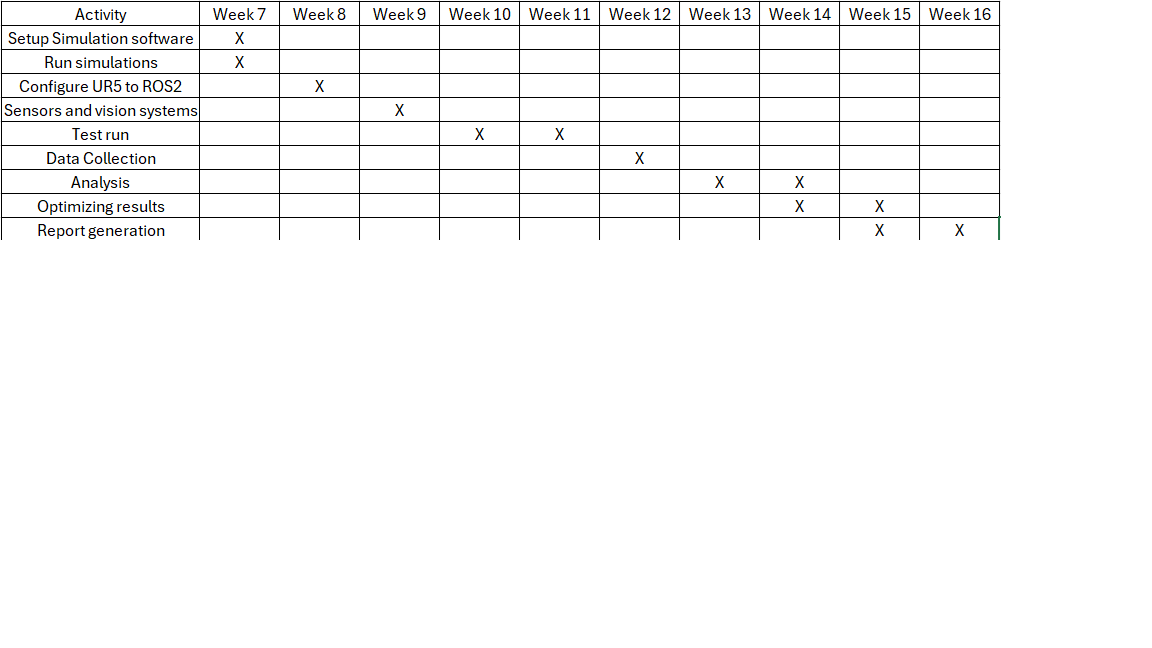 Activity Week 7 Week 8 Week 9 Week 10 Week 11 Week 12 Week 13 Week 14 Week 15 Week 16
Setup Simulation software X
Run simulations X
Configure UR5 to ROS2 X
Sensors and vision systems X
Test run X X
Data Collection X
Analysis X X
Optimizing results X X
Report generation X X